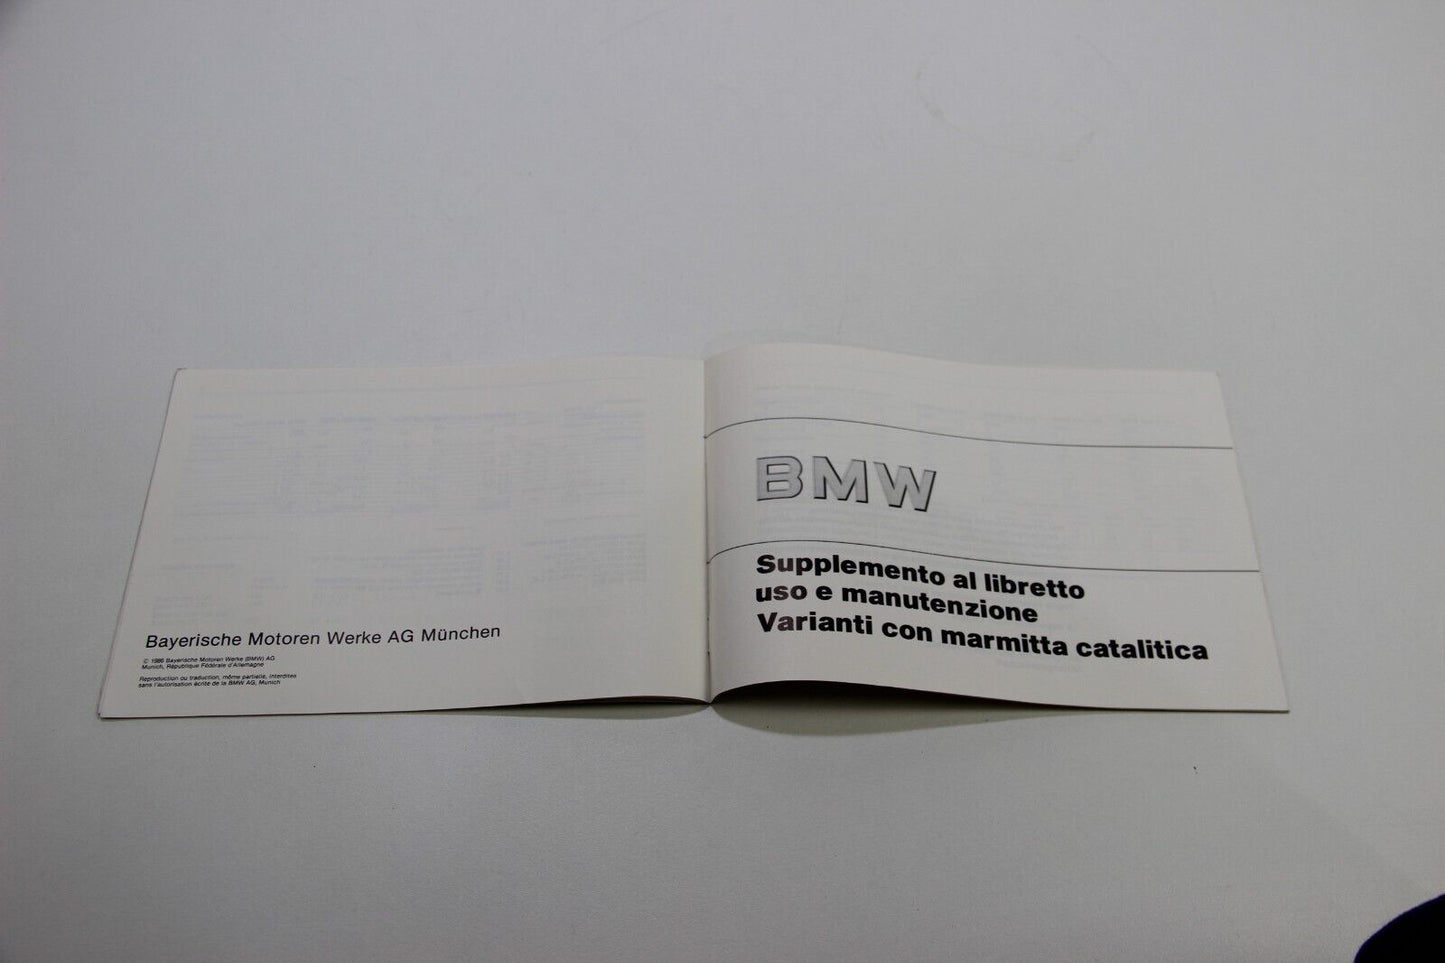 Bayerische Motoren Werke AG München
© 1986 Bayerische Motoren Werke (BMW) AG
Munich, République Fédérale d'Allemagne
Reproduction ou traduction, même partielle, interdites
sans l'autorisation écrite de la BMW AG, Munich
BMW
Supplemento al libretto
uso e manutenzione
Varianti con marmitta catalitica